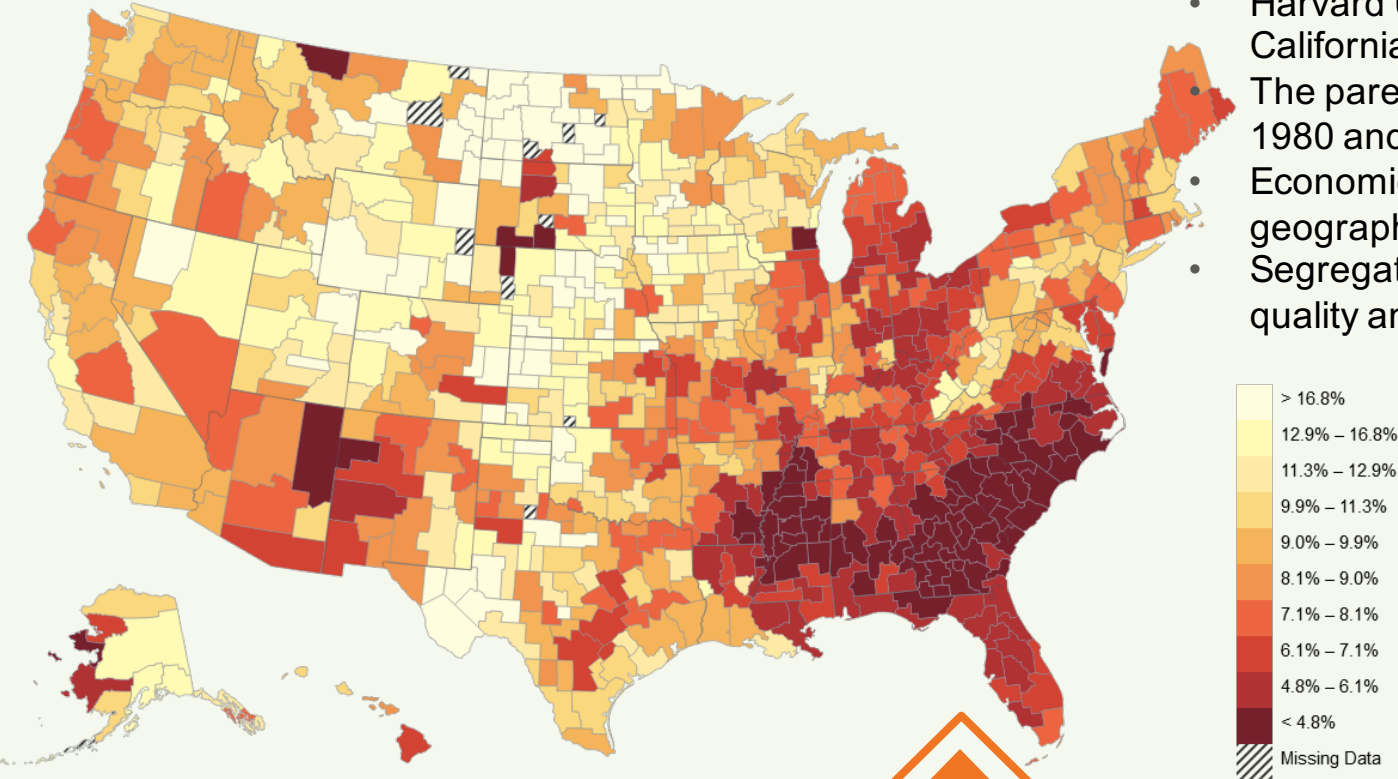 Harvard
California
The pare
1980 and
Economi
geograph
Segregat
quality ar
> 16.8%
12.9% – 16.8%
11.3% – 12.9%
9.9% – 11.3%
9.0% – 9.9%
8.1% – 9.0%
7.1% – 8.1%
6.1% – 7.1%
4.8% – 6.1%
< 4.8%
Missing Data